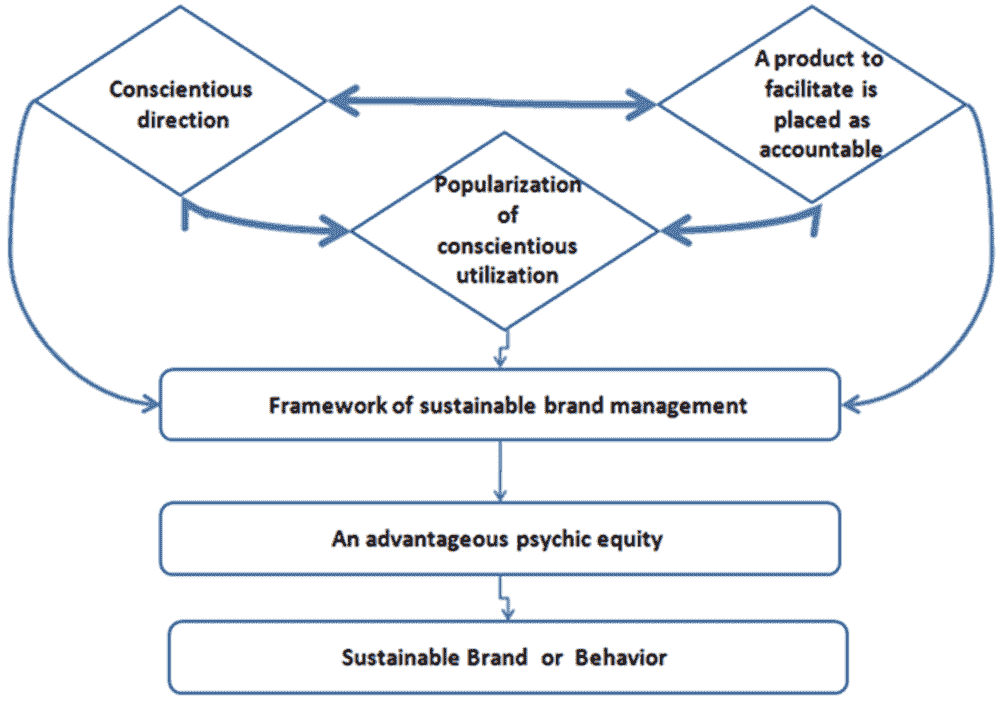 Conscientious
direction
A product to
facilitate is
placed as
accountable
Popularization
of
conscientious
utilization
Framework of sustainable brand management
An advantageous psychic equity
Sustainable Brand or Behavior